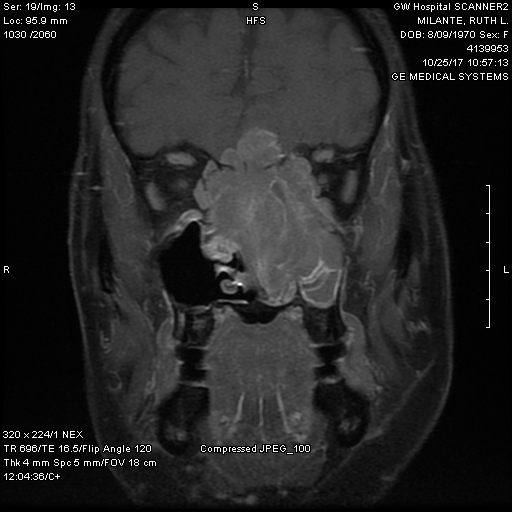 Ser: 19/Img: 13
Loc: 95.9 mm
1030 /2060
S
HFS
GW Hospital SCANNER2
MILANTE, RUTH L.
DOB: 8/09/1970 Sex: F
4139953
10/25/17 10:57:13
GE MEDICAL SYSTEMS
R
L
320 x 224/1 NEX
TR 696/TE 16.5/Flip Angle 120
Thk 4 mm Spc 5 mm/FOV 18 cm
12:04:36/C+
Compressed JPEG_100